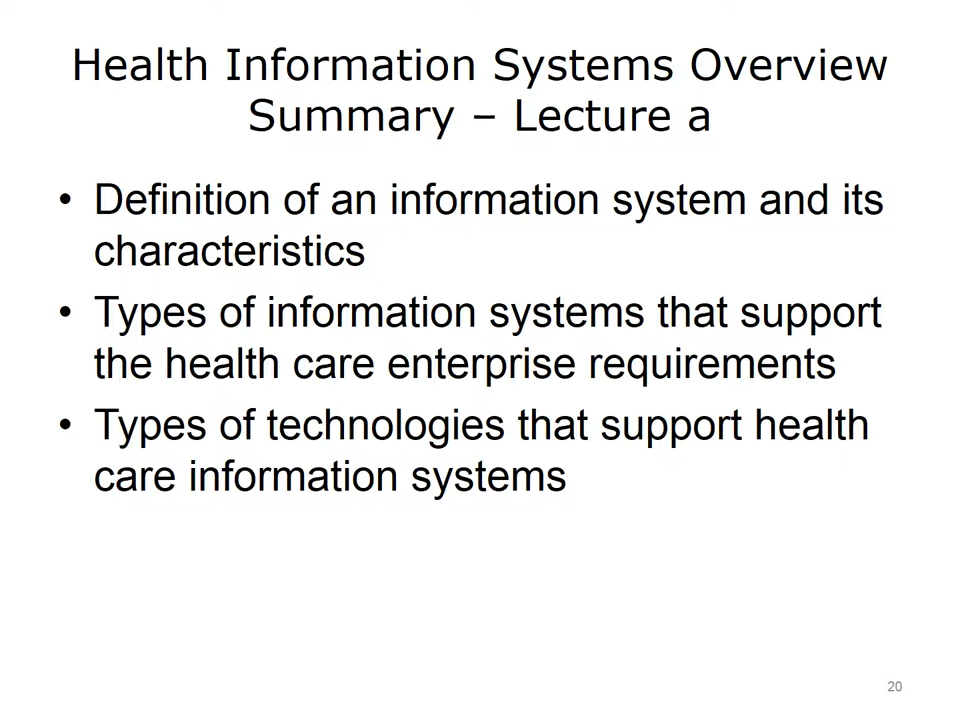 Health Information Systems Overview
Summary – Lecture a
• Definition of an information system and its
characteristics
• Types of information systems that support
the health care enterprise requirements
• Types of technologies that support health
care information systems
20